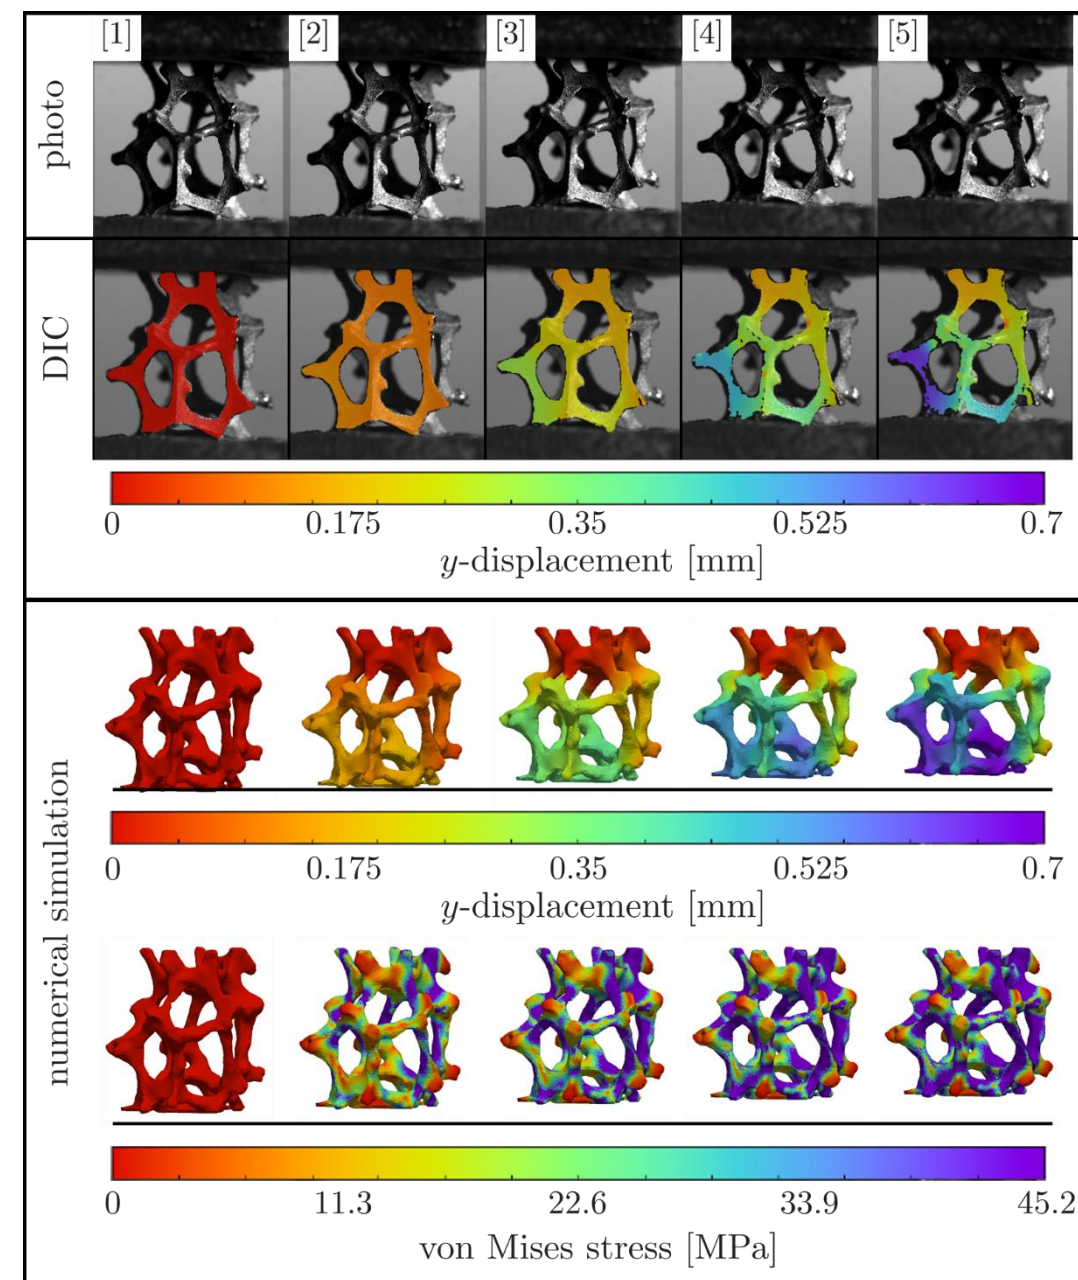 [1] [2] [3] [4] [5]
photo
DIC
0 0.175 0.35 0.525 0.7
y-displacement [mm]
numerical simulation
0 0.175 0.35 0.525 0.7
y-displacement [mm]
0 11.3 22.6 33.9 45.2
von Mises stress [MPa]